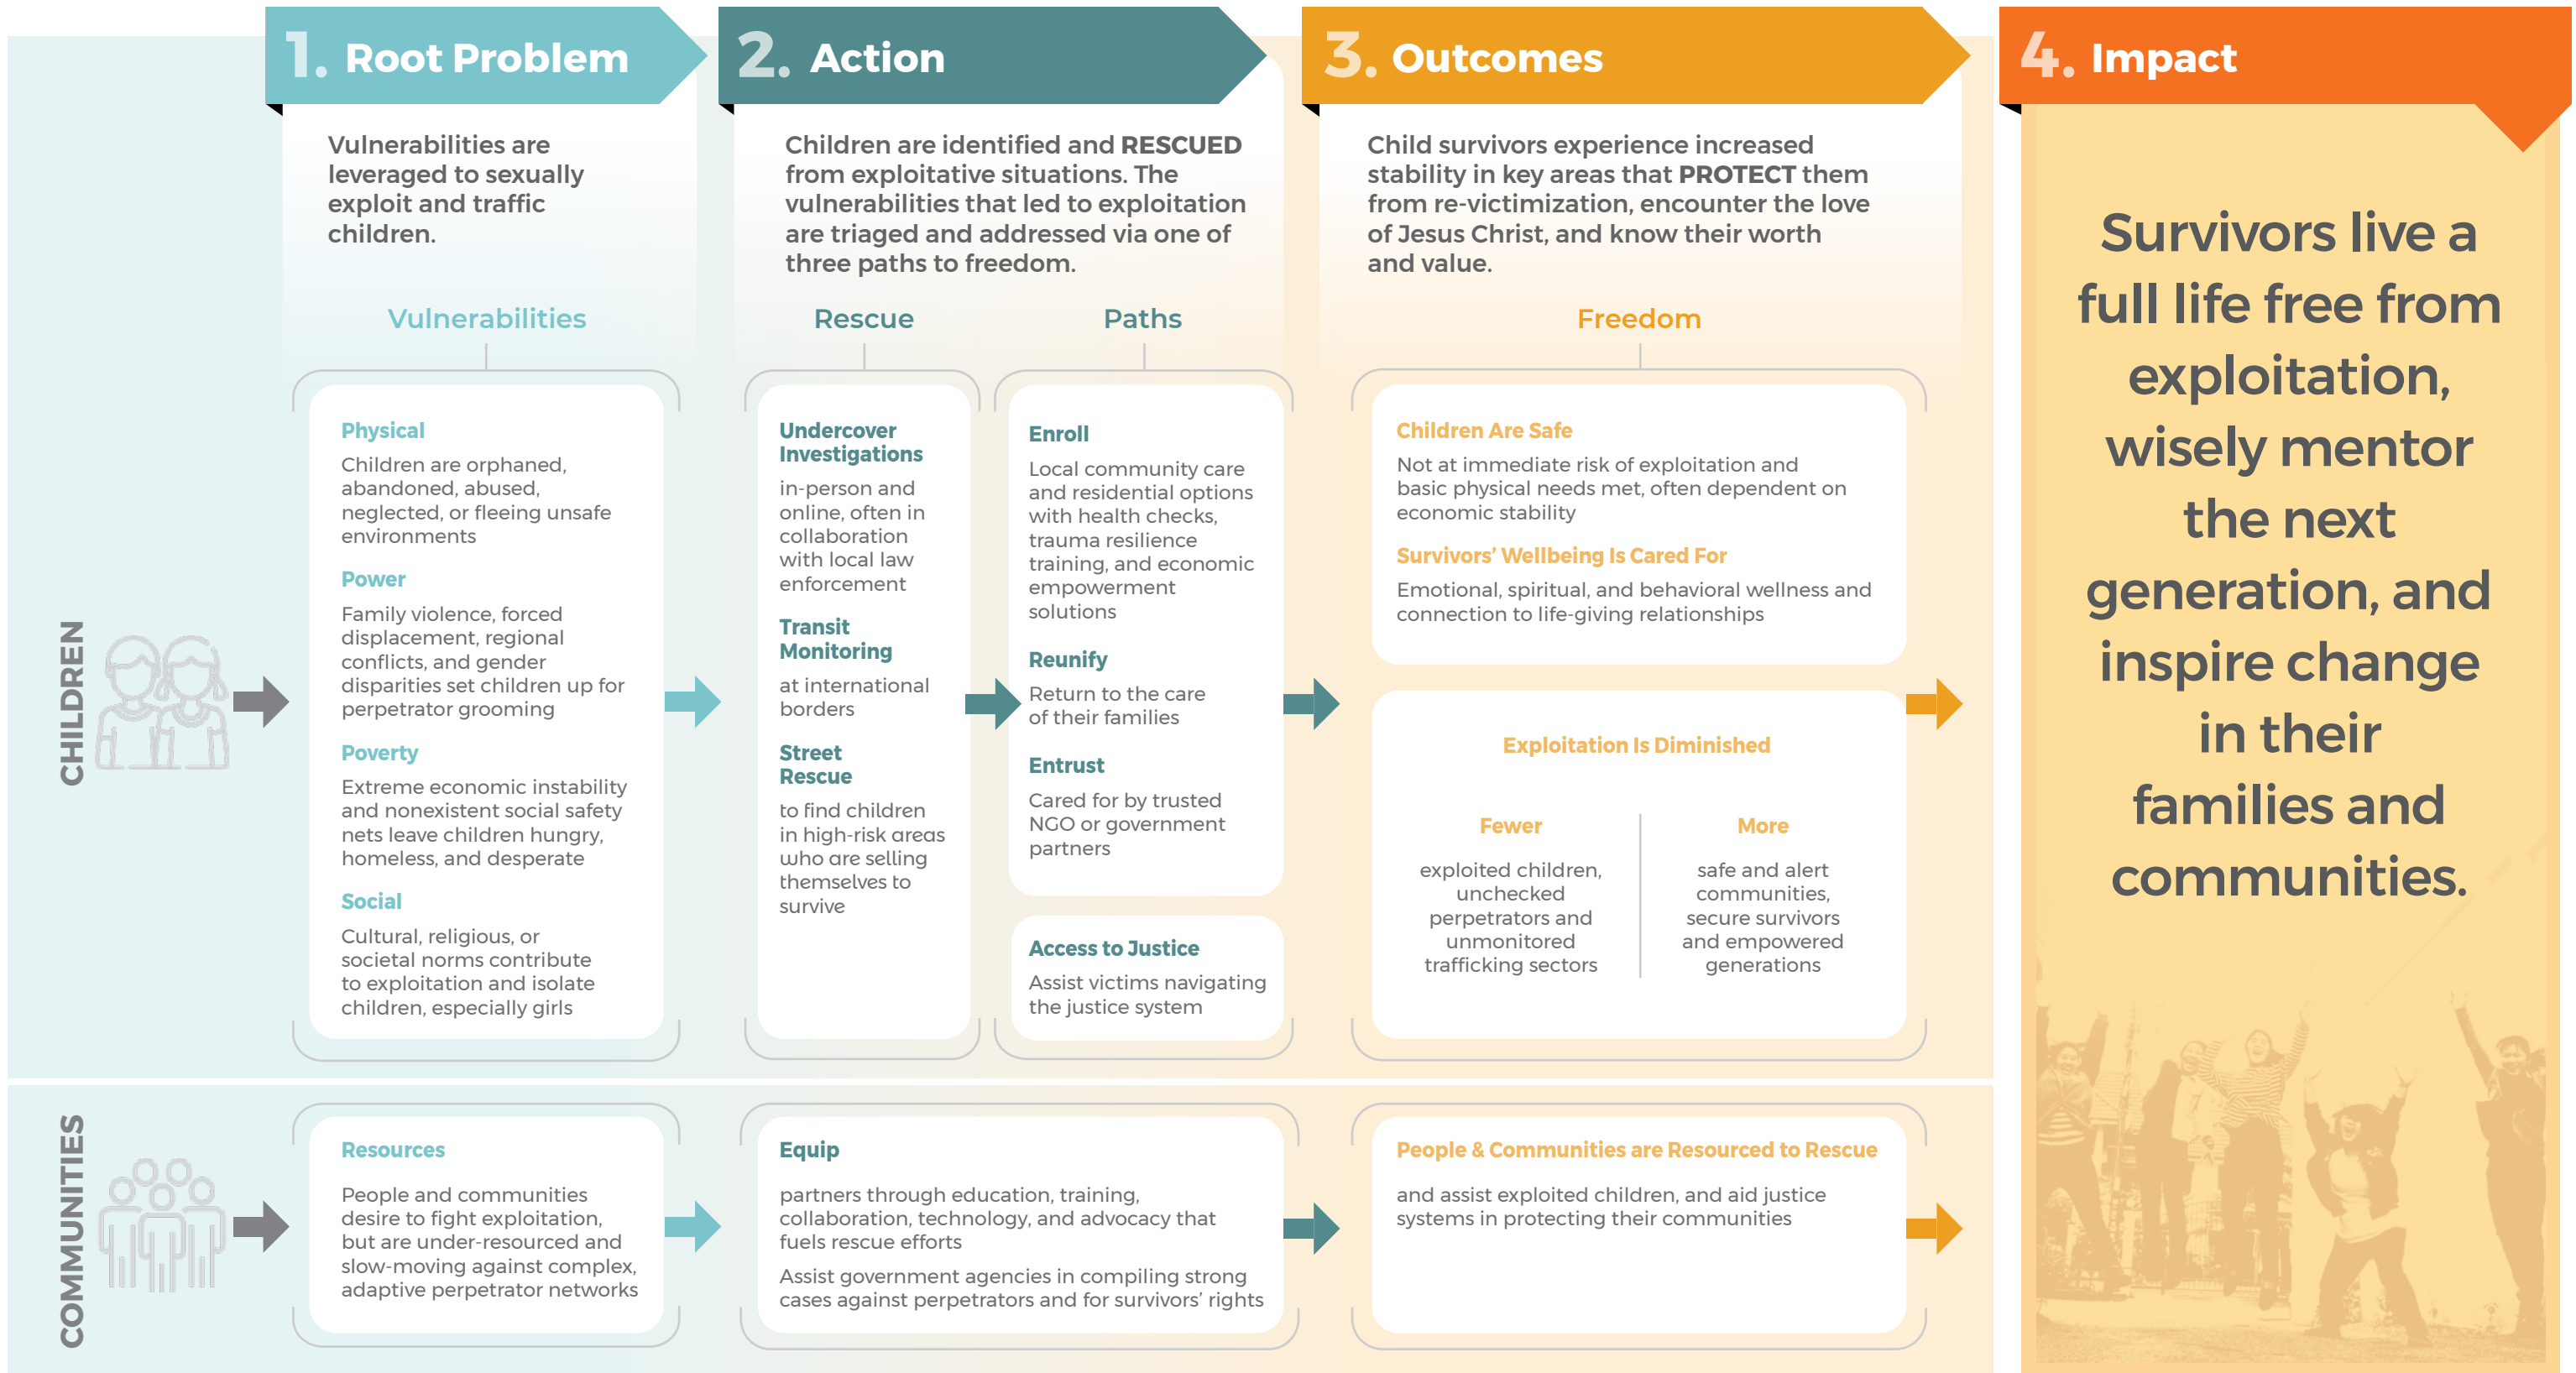 1. Root Problem
Vulnerabilities are
leveraged to sexually
exploit and traffic
children.
2. Action
Children are identified and RESCUED
from exploitative situations. The
vulnerabilities that led to exploitation
are triaged and addressed via one of
three paths to freedom.
3. Outcomes
Child survivors experience increased
stability in key areas that PROTECT them
from re-victimization, encounter the love
of Jesus Christ, and know their worth
and value.
4. Impact
Survivors live a
full life free from
exploitation,
wisely mentor
the next
generation, and
inspire change
in their
families and
communities.
CHILDREN
Vulnerabilities
Physical
Children are orphaned,
abandoned, abused,
neglected, or fleeing unsafe
environments
Power
Family violence, forced
displacement, regional
conflicts, and gender
disparities set children up for
perpetrator grooming
Poverty
Extreme economic instability
and nonexistent social safety
nets leave children hungry,
homeless, and desperate
Social
Cultural, religious, or
societal norms contribute
to exploitation and isolate
children, especially girls
Rescue
Undercover
Investigations
in-person and
online, often in
collaboration
with local law
enforcement
Transit
Monitoring
at international
borders
Street
Rescue
to find children
in high-risk areas
who are selling
themselves to
survive
Paths
Enroll
Local community care
and residential options
with health checks,
trauma resilience
training, and economic
empowerment
solutions
Reunify
Return to the care
of their families
Entrust
Cared for by trusted
NGO or government
partners
Access to Justice
Assist victims navigating
the justice system
Freedom
Children Are Safe
Not at immediate risk of exploitation and
basic physical needs met, often dependent on
economic stability
Survivors’ Wellbeing Is Cared For
Emotional, spiritual, and behavioral wellness and
connection to life-giving relationships
Exploitation Is Diminished
Fewer
exploited children,
unchecked
perpetrators and
unmonitored
trafficking sectors
More
safe and alert
communities,
secure survivors
and empowered
generations
COMMUNITIES
Resources
People and communities
desire to fight exploitation,
but are under-resourced and
slow-moving against complex,
adaptive perpetrator networks
Equip
partners through education, training,
collaboration, technology, and advocacy that
fuels rescue efforts
Assist government agencies in compiling strong
cases against perpetrators and for survivors’ rights
People & Communities are Resourced to Rescue
and assist exploited children, and aid justice
systems in protecting their communities